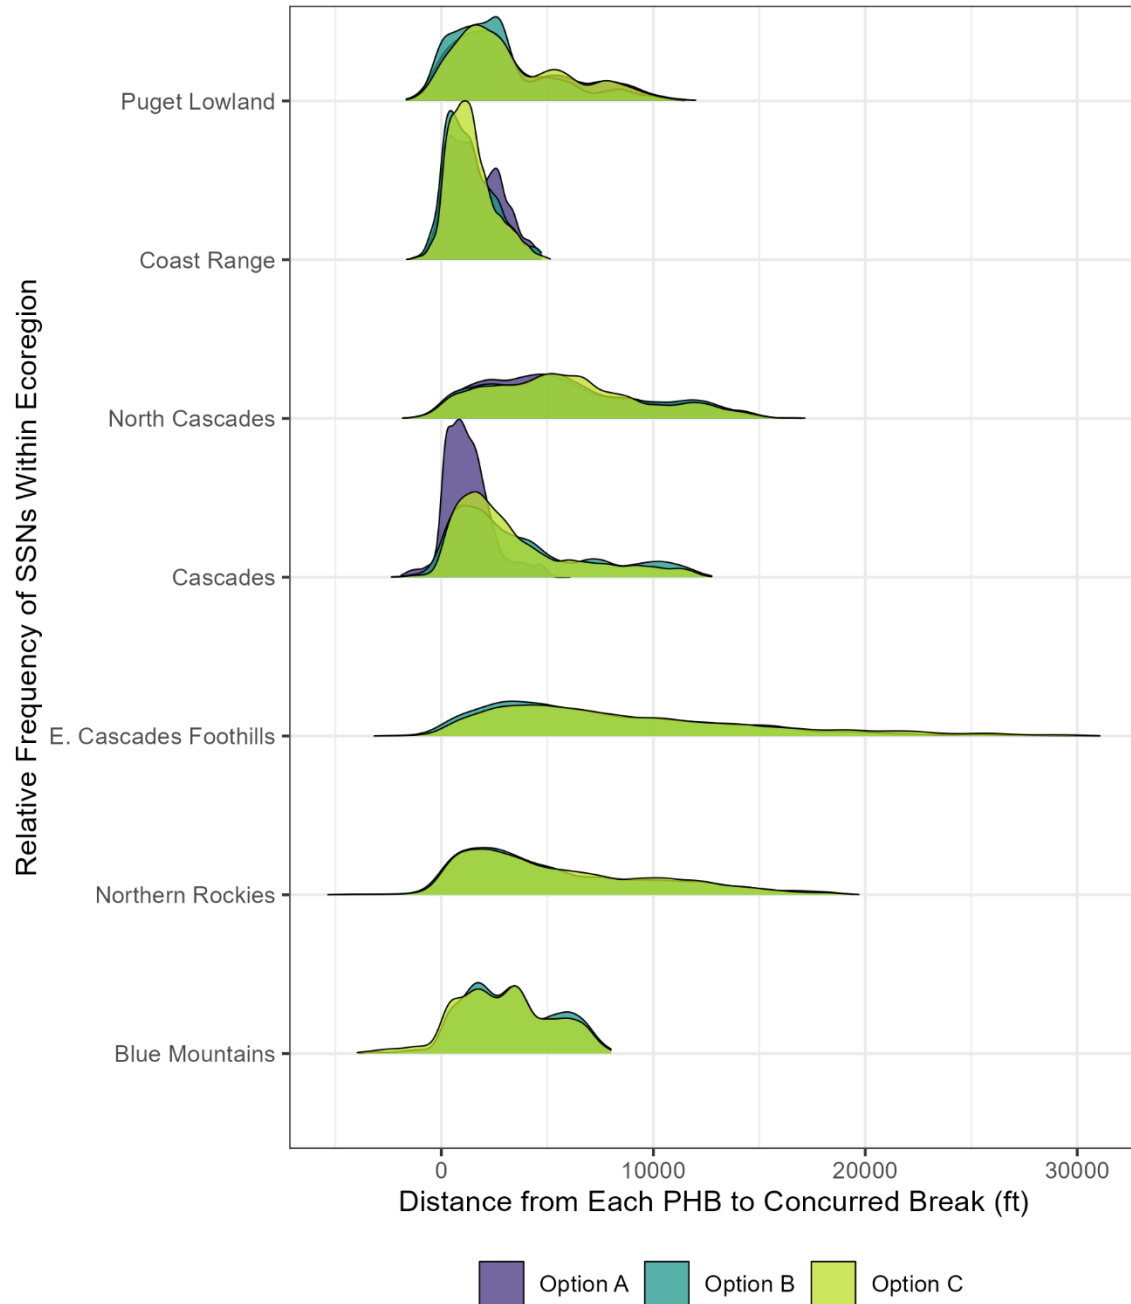 Relative Frequency of SSNs Within Ecoregion
Puget Lowland
Coast Range
North Cascades
Cascades
E. Cascades Foothills
Northern Rockies
Blue Mountains
0 10000 20000 30000
Distance from Each PHB to Concurred Break (ft)
Option A Option B Option C